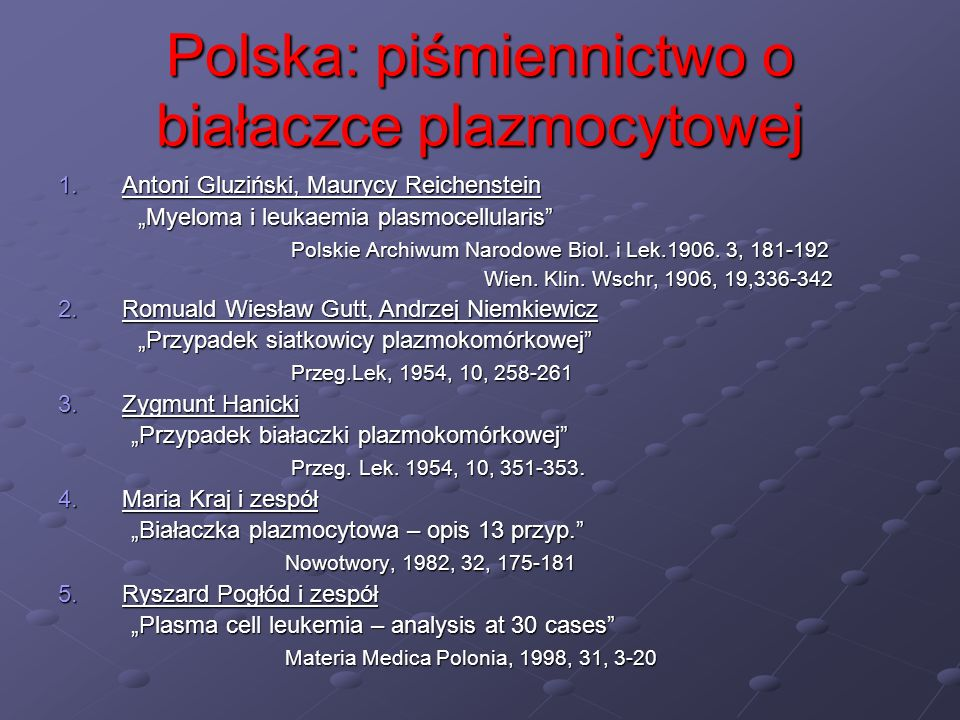 Polska: piśmiennictwo o
białaczce plazmocytowej
1. Antoni Gluziński, Maurycy Reichenstein
„Myeloma i leukaemia plasmocellularis”
Polskie Archiwum Narodowe Biol. i Lek.1906. 3, 181-192
Wien. Klin. Wschr, 1906, 19,336-342
2. Romuald Wiesław Gutt, Andrzej Niemkiewicz
„Przypadek siatkowicy plazmokomórkowej”
Przeg.Lek, 1954, 10, 258-261
3. Zygmunt Hanicki
„Przypadek białaczki plazmokomórkowej”
Przeg. Lek. 1954, 10, 351-353.
4. Maria Kraj i zespół
„Białaczka plazmocytowa – opis 13 przyp.”
Nowotwory, 1982, 32, 175-181
5. Ryszard Pogłód i zespół
„Plasma cell leukemia – analysis at 30 cases”
Materia Medica Polonia, 1998, 31, 3-20